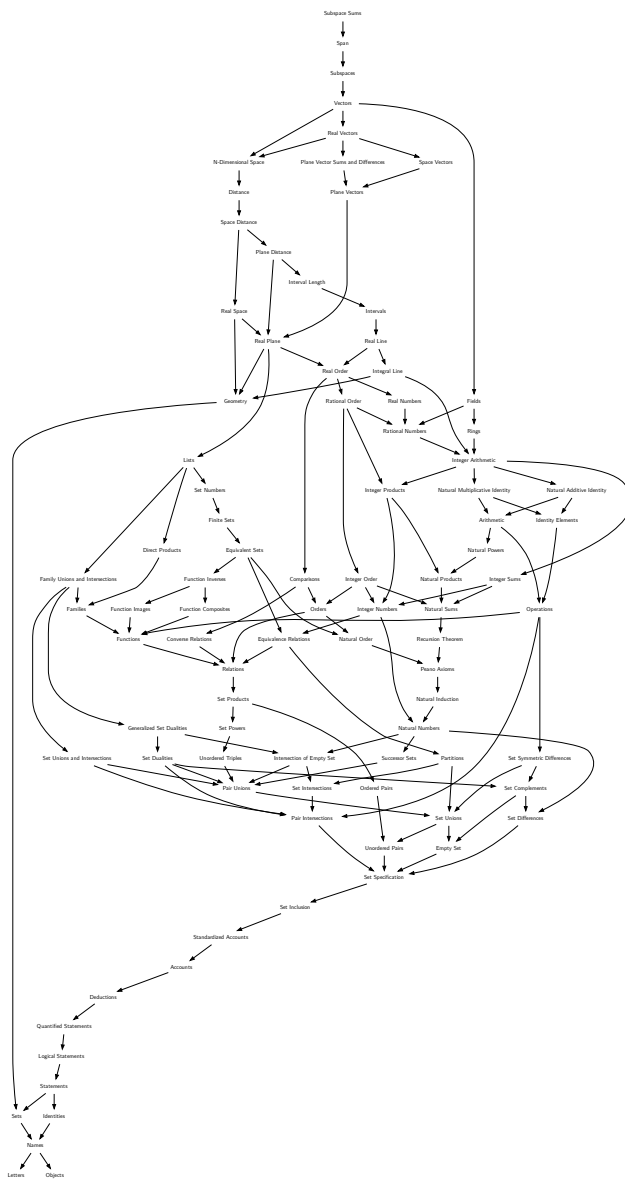 Subspace Sums
Span
Subspaces
Vectors
Real Vectors
N-Dimensional Space
Plane Vector Sums and Differences
Space Vectors
Distance
Plane Vectors
Space Distance
Plane Distance
Interval Length
Real Space
Intervals
Real Plane
Real Line
Real Order
Integral Line
Geometry
Rational Order
Real Numbers
Fields
Rational Numbers
Rings
Lists
Integer Arithmetic
Set Numbers
Integer Products
Natural Multiplicative Identity
Natural Additive Identity
Finite Sets
Arithmetic
Identity Elements
Direct Products
Equivalent Sets
Natural Powers
Family Unions and Intersections
Function Inverses
Comparisons
Integer Order
Natural Products
Integer Sums
Families
Function Images
Function Composites
Orders
Integer Numbers
Natural Sums
Operations
Functions
Converse Relations
Equivalence Relations
Natural Order
Recursion Theorem
Relations
Peano Axioms
Set Products
Natural Induction
Generalized Set Dualities
Set Powers
Natural Numbers
Set Unions and Intersections
Set Dualities
Unordered Triples
Intersection of Empty Set
Successor Sets
Partitions
Set Symmetric Differences
Pair Unions
Set Intersections
Ordered Pairs
Set Complements
Pair Intersections
Set Unions
Set Differences
Unordered Pairs
Empty Set
Set Specification
Set Inclusion
Standardized Accounts
Accounts
Deductions
Quantified Statements
Logical Statements
Statements
Sets
Identities
Names
Letters
Objects